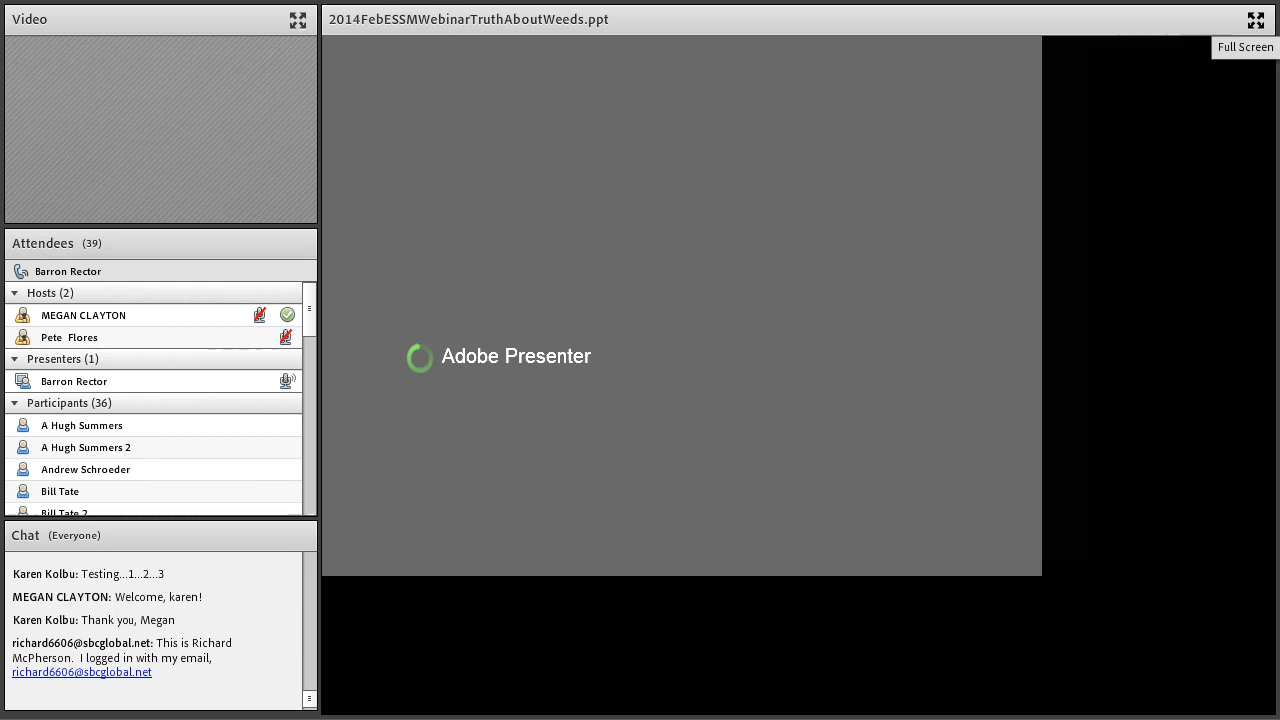 Video
2014FebESSMWebinarTruthAboutWeeds.ppt
Full Screen
Attendees (39)
Barron Rector
Hosts (2)
MEGAN CLAYTON
Pete Flores
Presenters (1)
Barron Rector
Participants (36)
A Hugh Summers
A Hugh Summers 2
Andrew Schroeder
Bill Tate
Bill Tate 2
Adobe Presenter
Chat (Everyone)
Karen Kolbu: Testing...1...2...3
MEGAN CLAYTON: Welcome, karen!
Karen Kolbu: Thank you, Megan
richard6606@sbcglobal.net: This is Richard
McPherson. I logged in with my email,
richard6606@sbcglobal.net